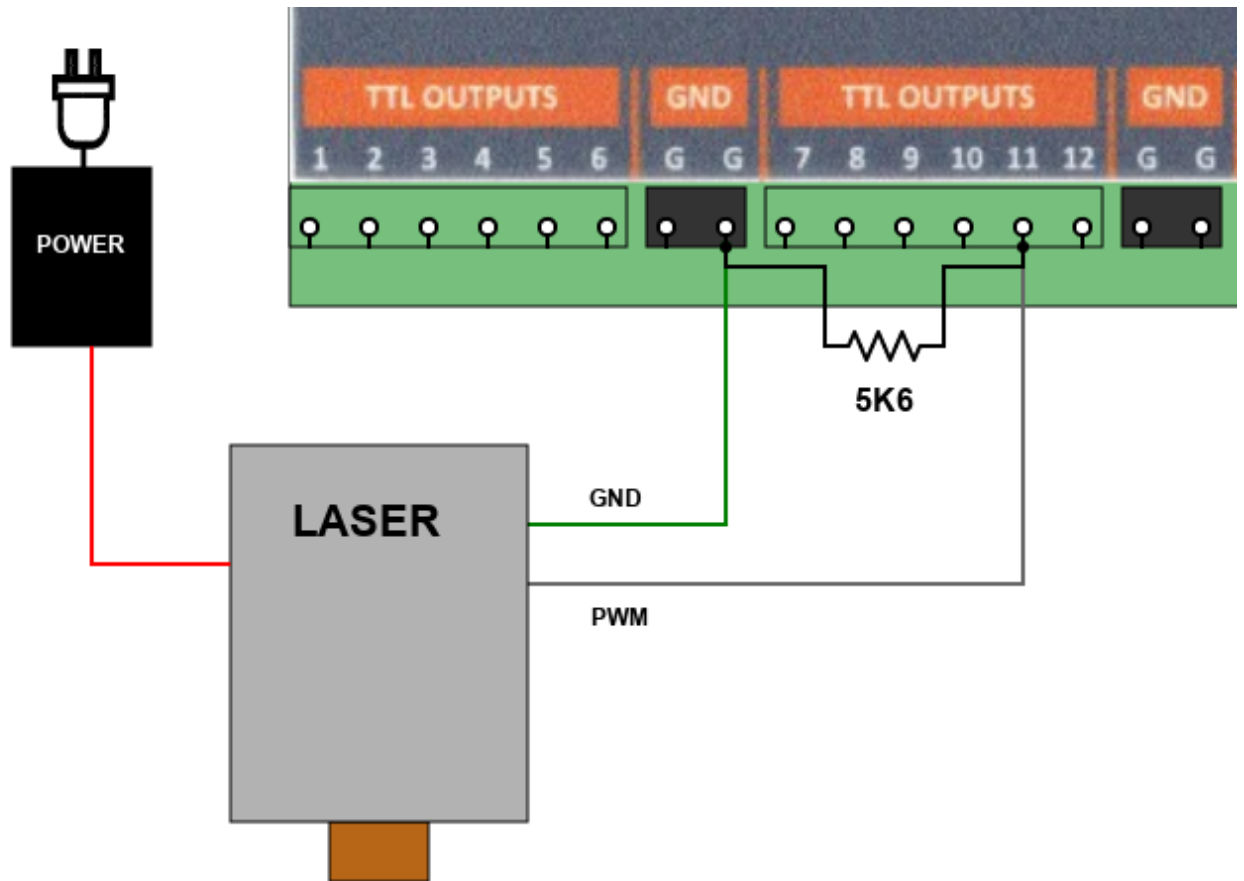 TTL OUTPUTS GND TTL OUTPUTS GND
1 2 3 4 5 6 G G 7 8 9 10 11 12 G G
POWER
5K6
GND
LASER
PWM